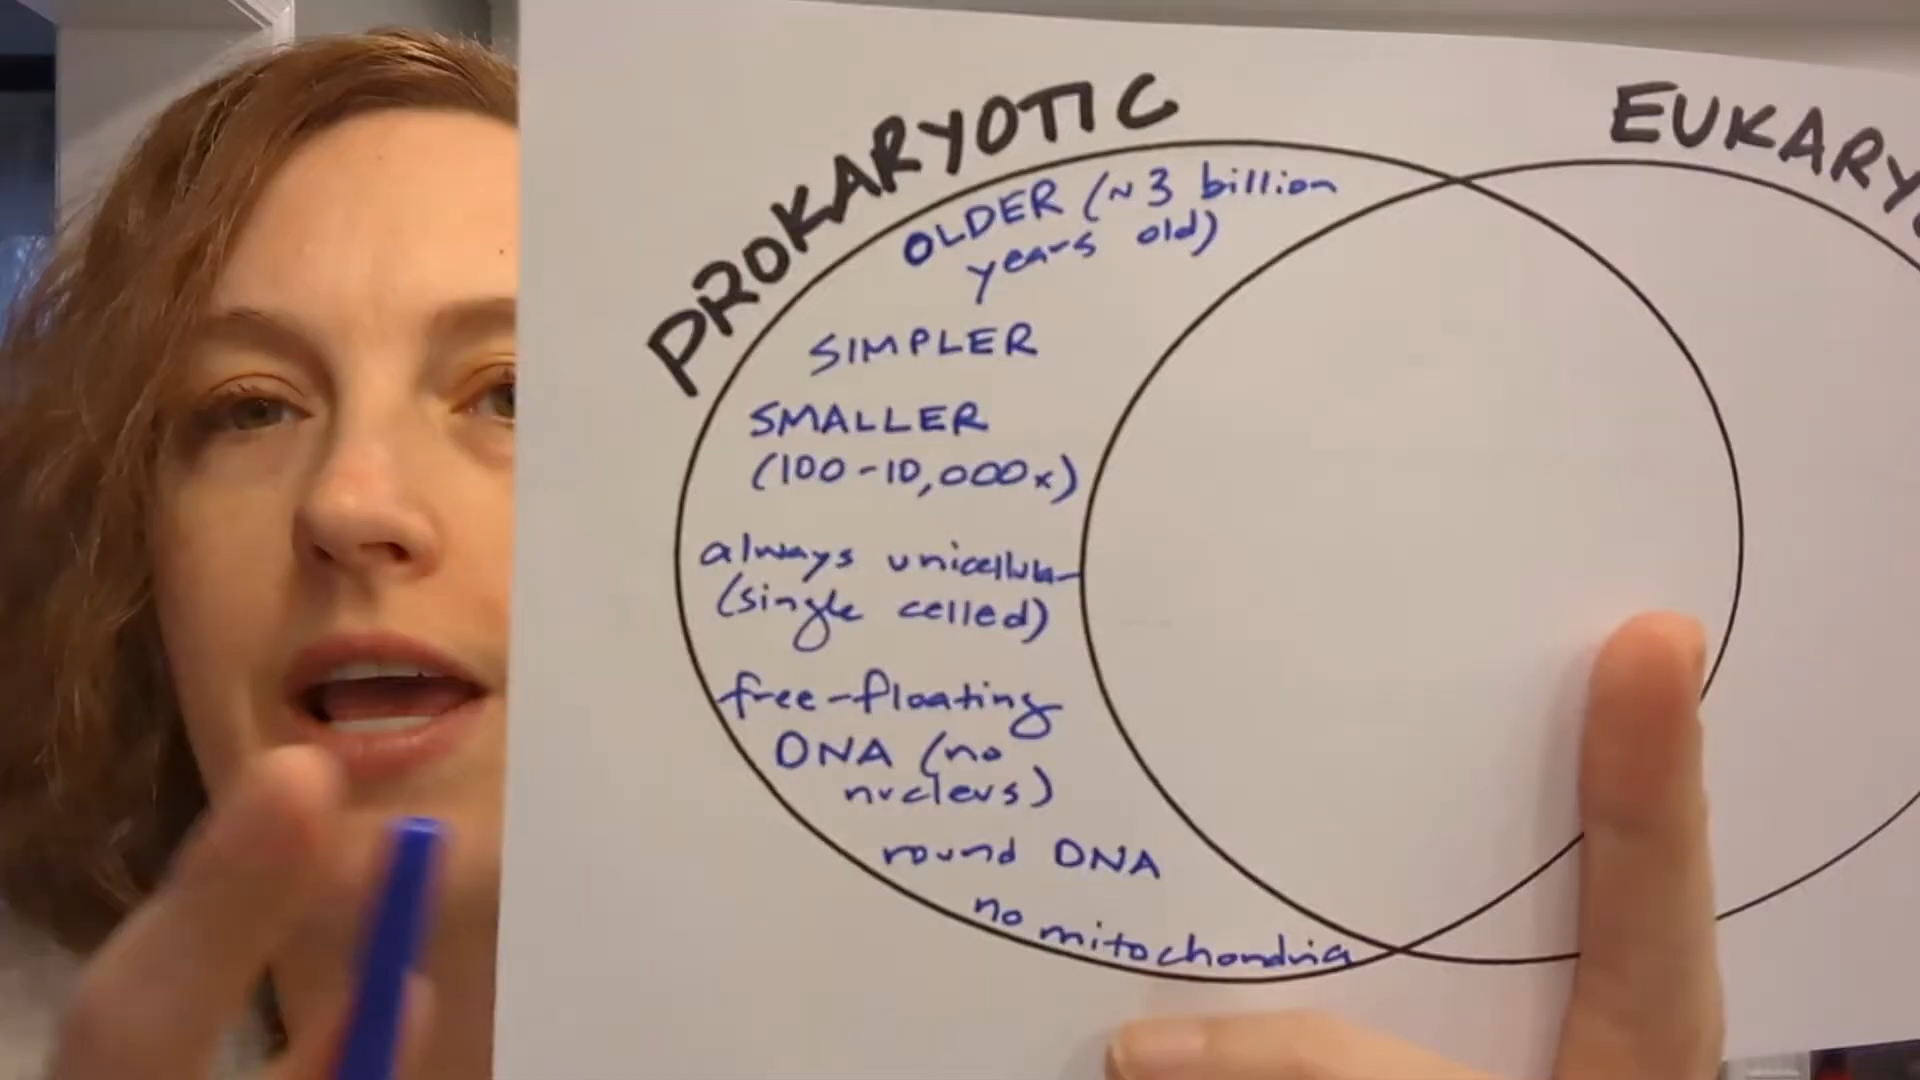 PROKARYOTIC
EUKARYO
OLDER (~3 billion
years old)
SIMPLER
SMALLER
(100-10,000x)
always unicellular
(single celled)
free-floating
DNA (no
nucleus)
round DNA
no mitochondria